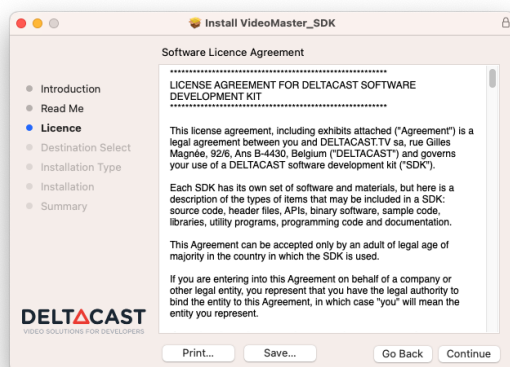 Install VideoMaster_SDK
Software Licence Agreement
Introduction
Read Me
Licence
Destination Select
Installation Type
Installation
Summary
************************************************************
LICENSE AGREEMENT FOR DELTACAST SOFTWARE
DEVELOPMENT KIT
************************************************************
This license agreement, including exhibits attached ("Agreement") is a
legal agreement between you and DELTACAST.TV sa, rue Gilles
Magnée, 92/6, Ans B-4430, Belgium ("DELTACAST") and governs
your use of a DELTACAST software development kit ("SDK").
Each SDK has its own set of software and materials, but here is a
description of the types of items that may be included in a SDK:
source code, header files, APIs, binary software, sample code,
libraries, utility programs, programming code and documentation.
This Agreement can be accepted only by an adult of legal age of
majority in the country in which the SDK is used.
If you are entering into this Agreement on behalf of a company or
other legal entity, you represent that you have the legal authority to
bind the entity to this Agreement, in which case "you" will mean the
entity you represent.
DELTACAST
VIDEO SOLUTIONS FOR DEVELOPERS
Print...
Save...
Go Back
Continue